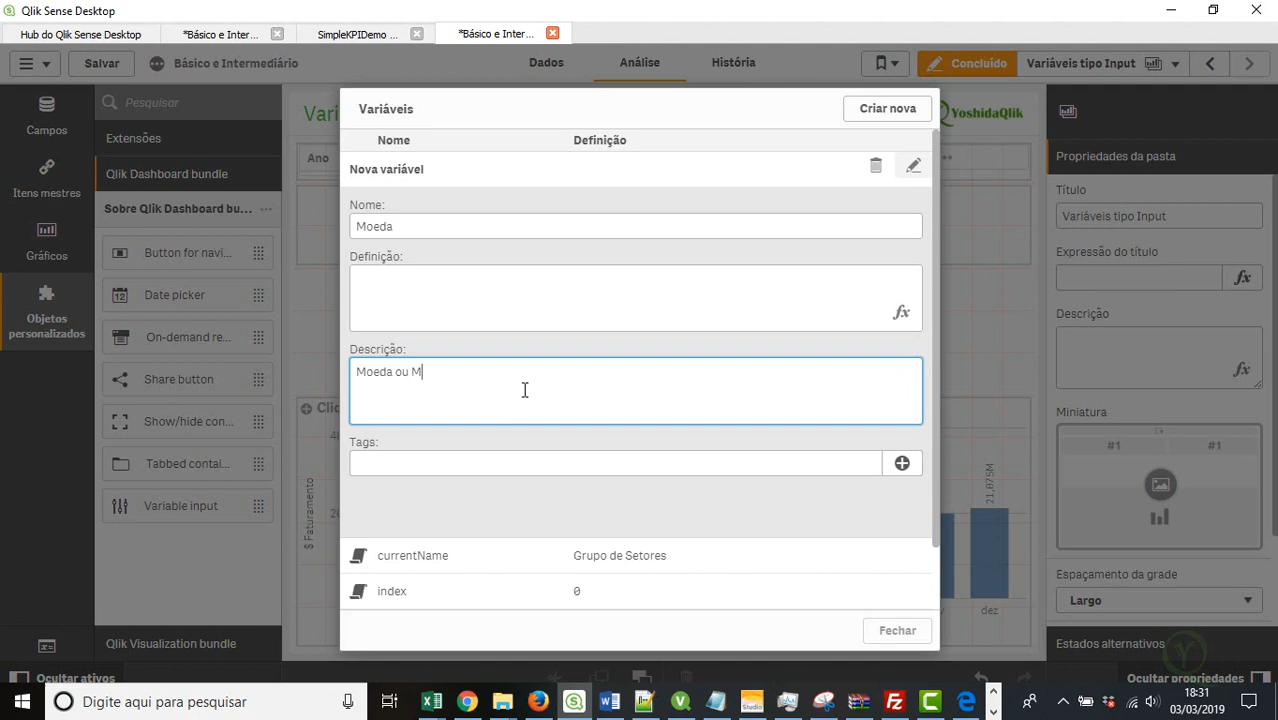 Qlik Sense Desktop
Hub do Qlik Sense Desktop
*Básico e Inter...
SimpleKPIDemo ...
*Básico e Inter...
Salvar
Básico e Intermediário
Dados
Análise
História
Concluído
Variáveis tipo Input
Campos
Itens mestres
Gráficos
Objetos
personalizados
Pesquisar
Extensões
Qlik Dashboard bundle
Sobre Qlik Dashboard bu...
Button for navi...
Date picker
On-demand re...
Share button
Show/hide con...
Tabbed contai...
Variable input
Qlik Visualization bundle
Ocultar ativos
Vari
YoshidaQlik
Ano
Clic
$ Faturamento
21,075M
dez
Variáveis
Criar nova
Nome
Definição
Nova variável
Nome:
Moeda
Definição:
Descrição:
Moeda ou M
Tags:
currentName
Grupo de Setores
index
0
Fechar
Propriedades da pasta
Título
Variáveis tipo Input
Expressão do título
Descrição
Miniatura
#1
#1
Espaçamento da grade
Largo
Estados alternativos
Ocultar propriedades
Digite aqui para pesquisar
18:31
03/03/2019